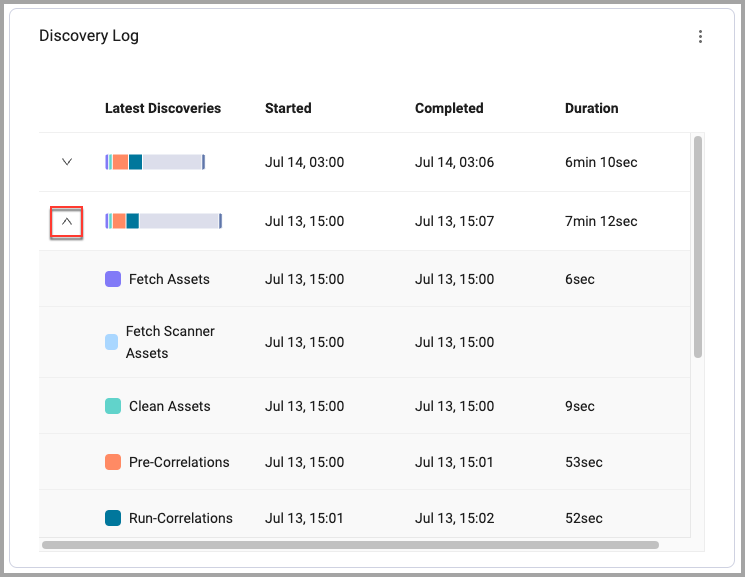 Discovery Log
Latest Discoveries Started Completed Duration
Jul 14, 03:00 Jul 14, 03:06 6min 10sec
Jul 13, 15:00 Jul 13, 15:07 7min 12sec
Fetch Assets Jul 13, 15:00 Jul 13, 15:00 6sec
Fetch Scanner
Assets Jul 13, 15:00 Jul 13, 15:00
Clean Assets Jul 13, 15:00 Jul 13, 15:00 9sec
Pre-Correlations Jul 13, 15:00 Jul 13, 15:01 53sec
Run-Correlations Jul 13, 15:01 Jul 13, 15:02 52sec